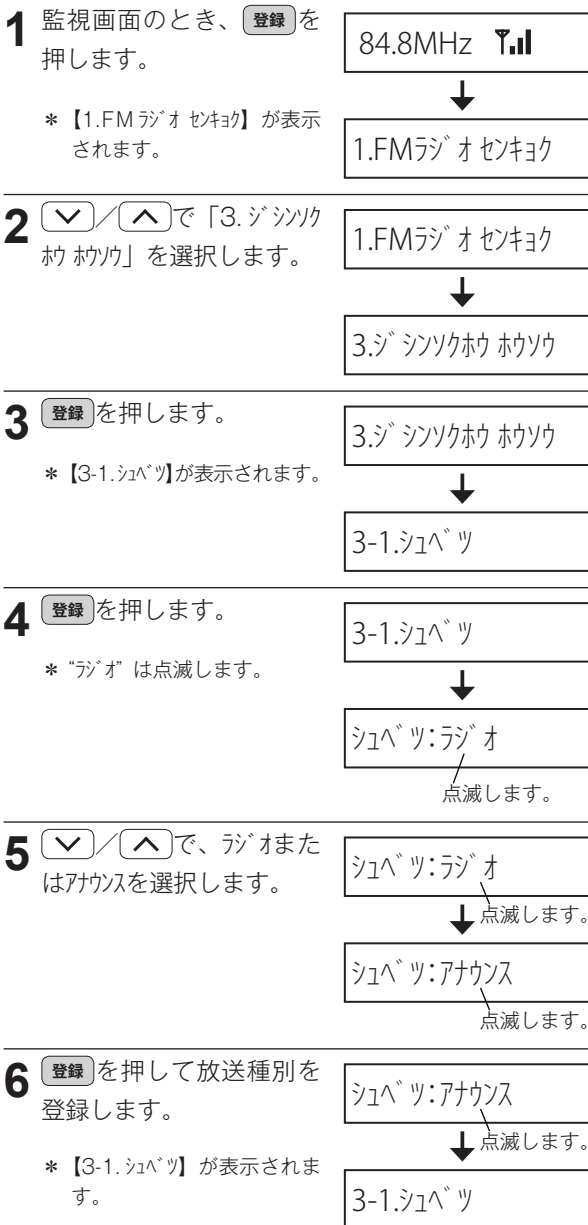 1 監視画面のとき、登録を
押します。
＊【1.FMﾗｼﾞｵ ｾﾝｷｮｸ】が表示
されます。
84.8MHz
1.FMﾗｼﾞｵ ｾﾝｷｮｸ
2 ／で「3.ｼﾞｼﾝｿｸ
ﾎｳ ﾎｳｿｳ」を選択します。
1.FMﾗｼﾞｵ ｾﾝｷｮｸ
3.ｼﾞｼﾝｿｸﾎｳ ﾎｳｿｳ
3 登録を押します。
＊【3-1.ｼｭﾍﾞﾂ】が表示されます。
3.ｼﾞｼﾝｿｸﾎｳ ﾎｳｿｳ
3-1.ｼｭﾍﾞﾂ
4 登録を押します。
＊“ﾗｼﾞｵ”は点滅します。
3-1.ｼｭﾍﾞﾂ
ｼｭﾍﾞﾂ:ﾗｼﾞｵ
点滅します。
5 ／で、ﾗｼﾞｵまた
はｱﾅｳﾝｽを選択します。
ｼｭﾍﾞﾂ:ﾗｼﾞｵ
点滅します。
ｼｭﾍﾞﾂ:ｱﾅｳﾝｽ
点滅します。
6 登録を押して放送種別を
登録します。
＊【3-1.ｼｭﾍﾞﾂ】が表示されま
す。
ｼｭﾍﾞﾂ:ｱﾅｳﾝｽ
点滅します。
3-1.ｼｭﾍﾞﾂ